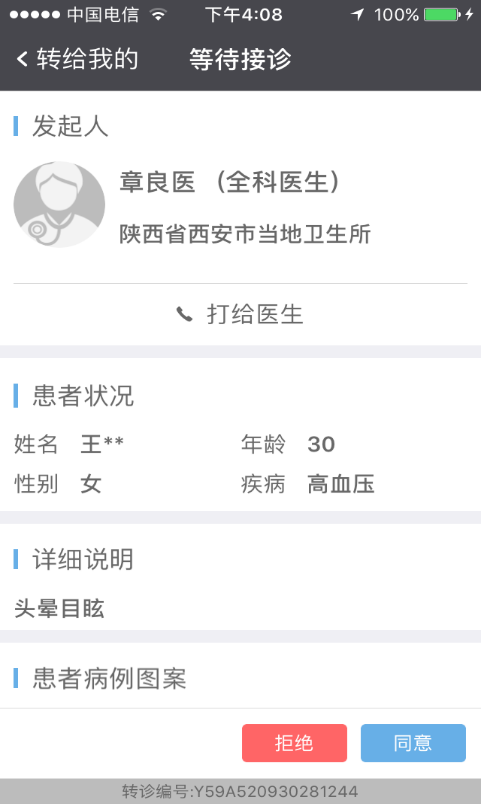 中国电信 下午4:08 100%
转给我的 等待接诊
发起人
章良医 （全科医生）
陕西省西安市当地卫生所
打给医生
患者状况
姓名 王** 年龄 30
性别 女 疾病 高血压
详细说明
头晕目眩
患者病例图案
拒绝 同意
转诊编号:Y59A520930281244